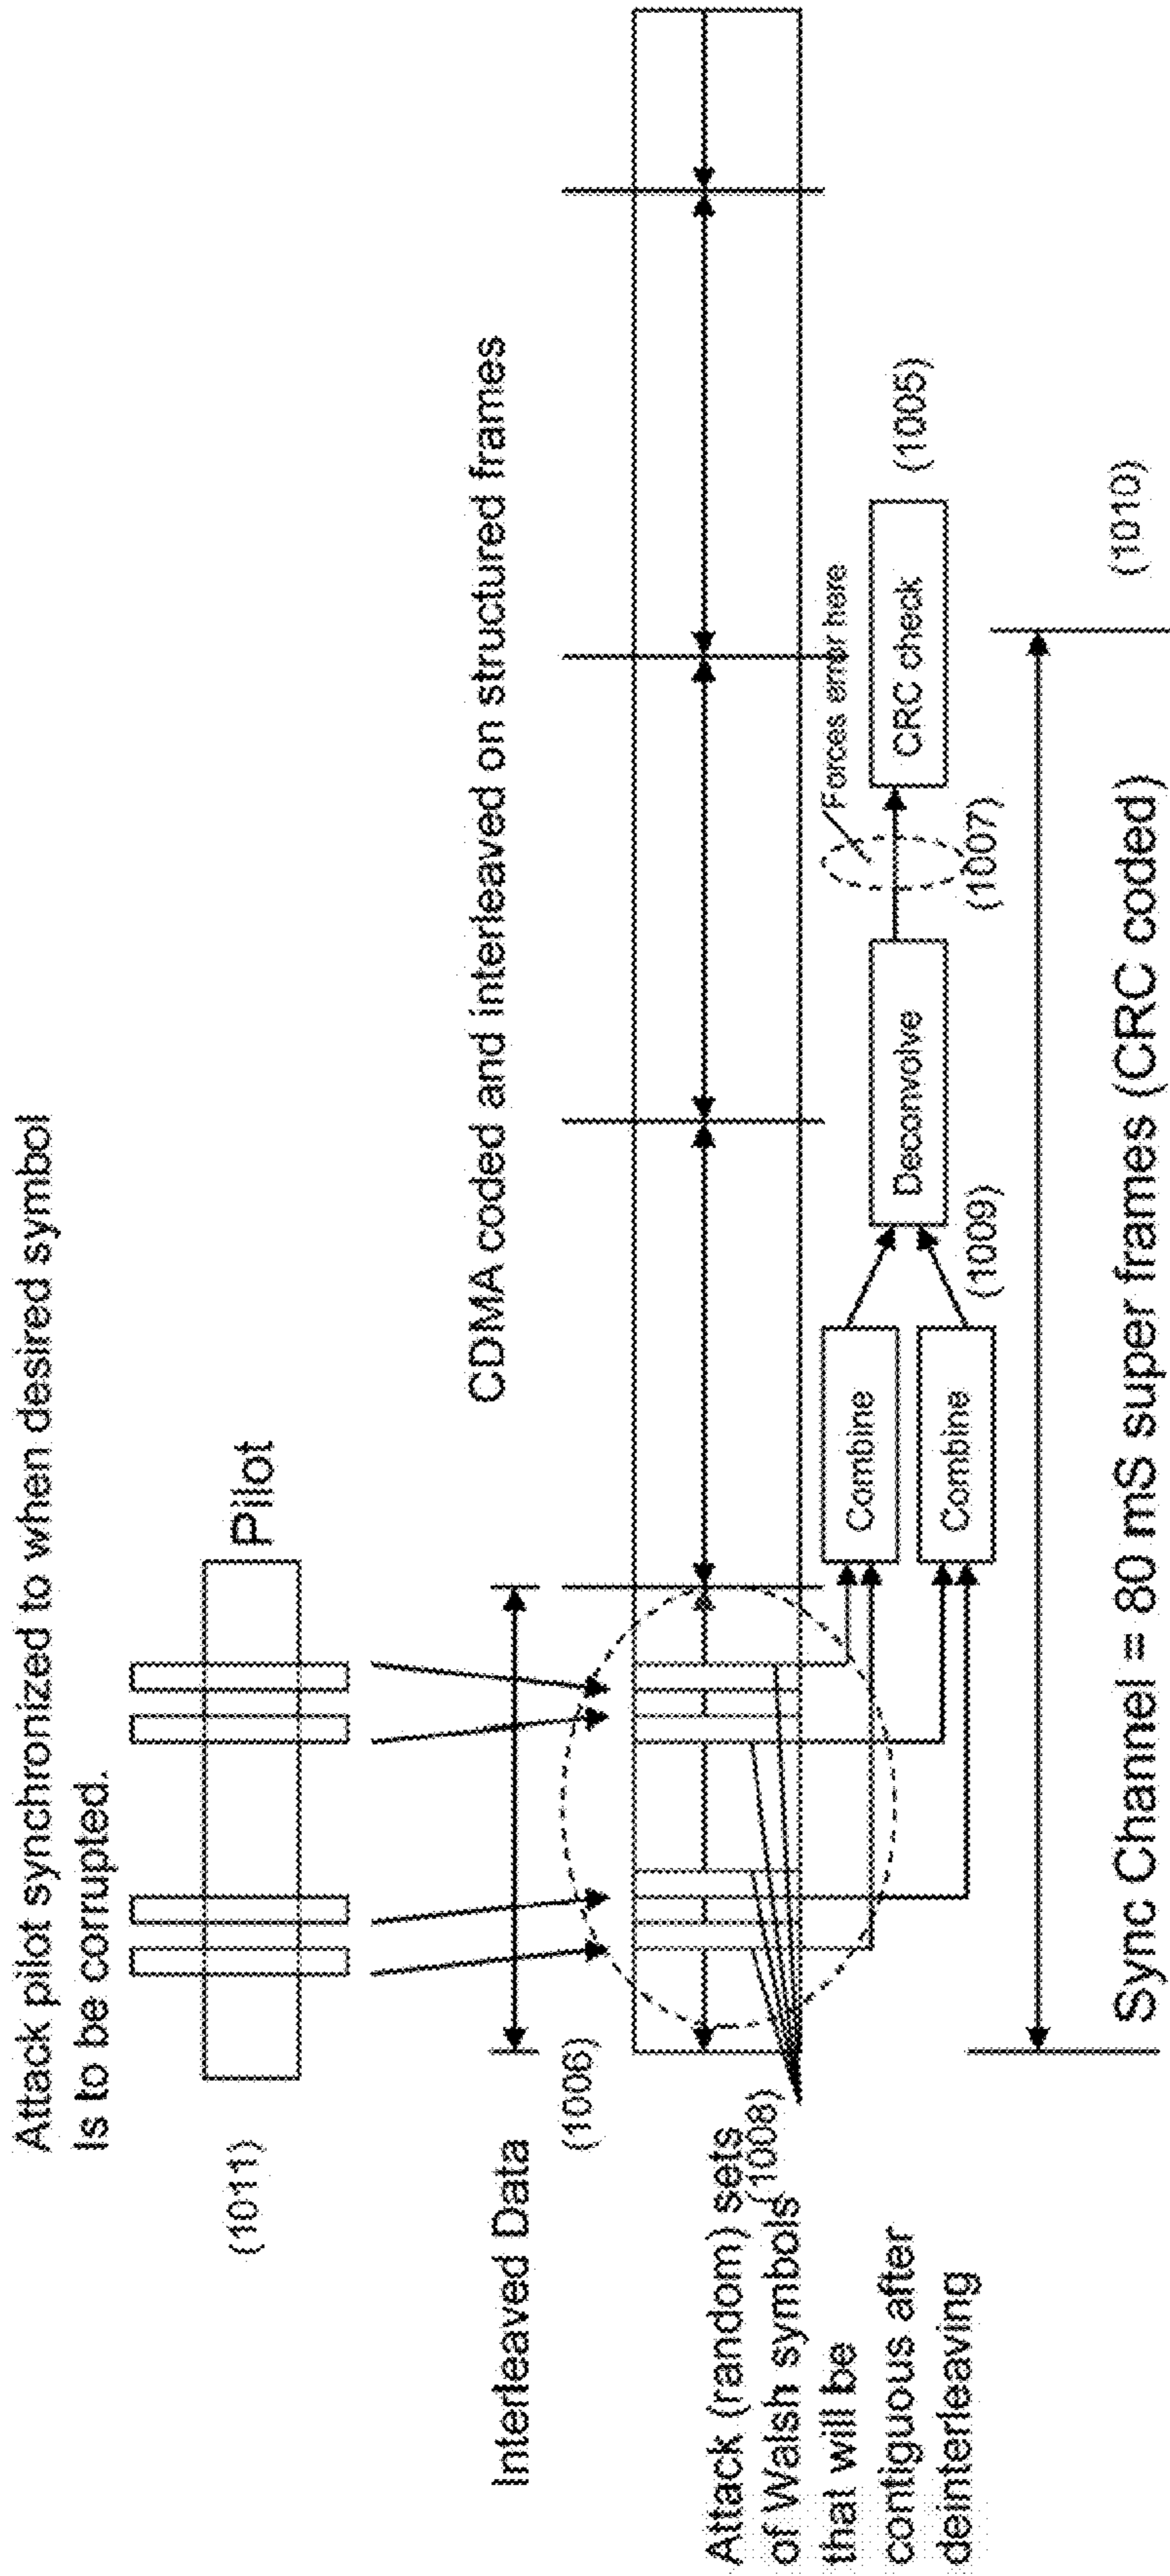 Attack pilot synchronized to when desired symbol
Is to be corrupted.
(1011)
Pilot
Interleaved Data
(1006)
CDMA coded and interleaved on structured frames
Attack (random) sets
(1008)
of Walsh symbols
that will be
contiguous after
deinterleaving
Combine
Combine
(1009)
Deconvolve
Forces error here
(1007)
CRC check
(1005)
(1010)
Sync Channel = 80 mS super frames (CRC coded)